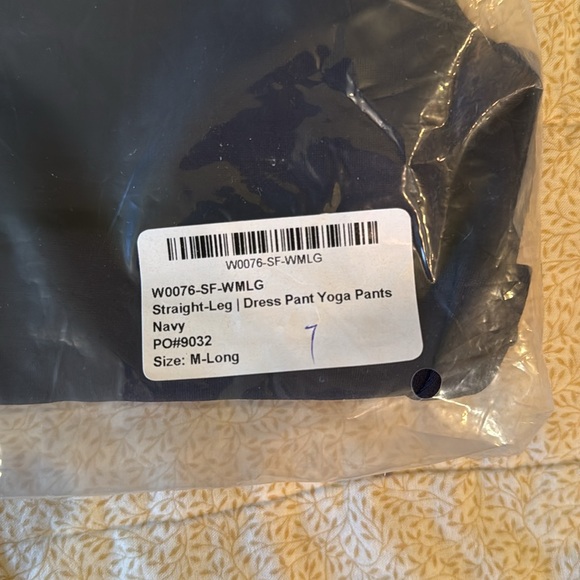 W0076-SF-WMLG
W0076-SF-WMLG
Straight-Leg | Dress Pant Yoga Pants
Navy
PO#9032
Size: M-Long
7